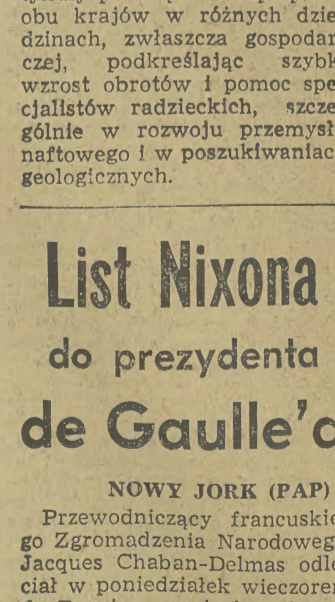 obu krajów w różnych dzie
dzinach, zwłaszcza gospodar
czej, podkreślając szybk
wzrost obrotów i pomoc spe
cjalistów radzieckich, szcze
gólnie w rozwoju przemysł
naftowego i w poszukiwaniac
geologicznych.
List Nixona
do prezydenta
de Gaulle'a
NOWY JORK (PAP)
Przewodniczący francuskie
go Zgromadzenia Narodoweg
Jacques Chaban-Delmas odle
ciał w poniedziałek wieczorem